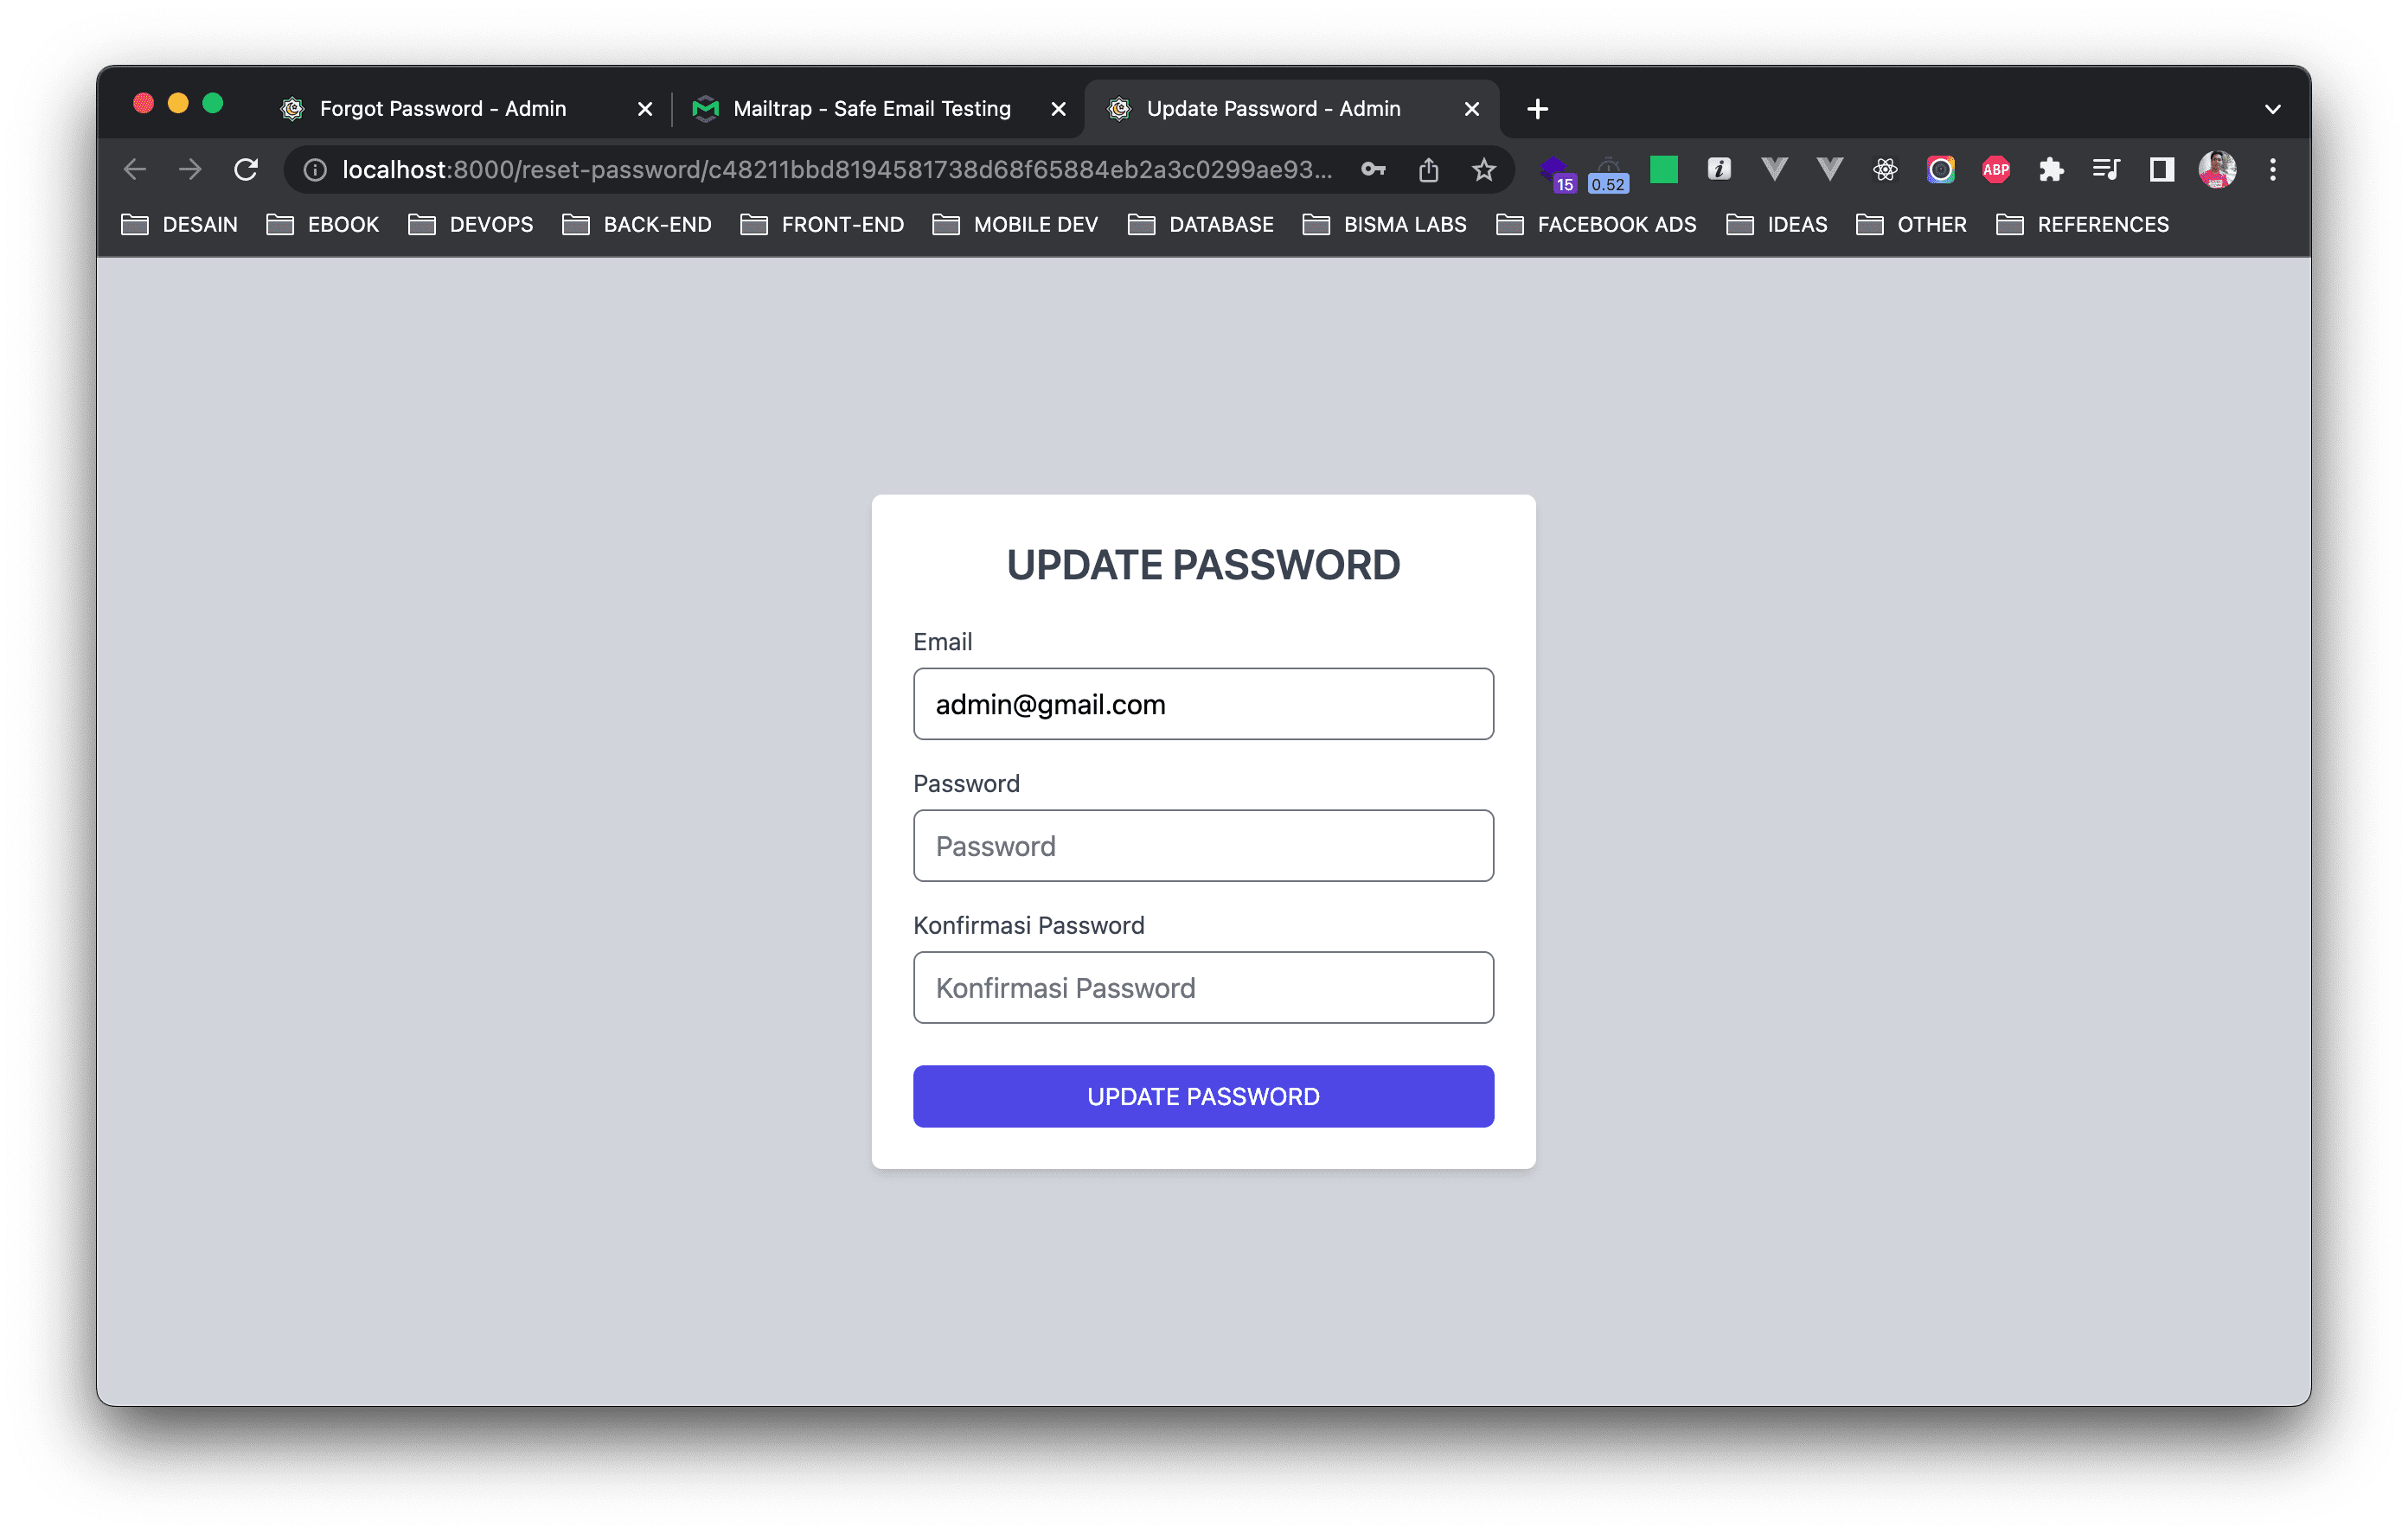 Forgot Password - Admin
Mailtrap - Safe Email Testing
Update Password - Admin
localhost:8000/reset-password/c48211bbd8194581738d68f65884eb2a3c0299ae93...
15
0.52
i
ABP
DESAIN
EBOOK
DEVOPS
BACK-END
FRONT-END
MOBILE DEV
DATABASE
BISMA LABS
FACEBOOK ADS
IDEAS
OTHER
REFERENCES
UPDATE PASSWORD
Email
admin@gmail.com
Password
Password
Konfirmasi Password
Konfirmasi Password
UPDATE PASSWORD